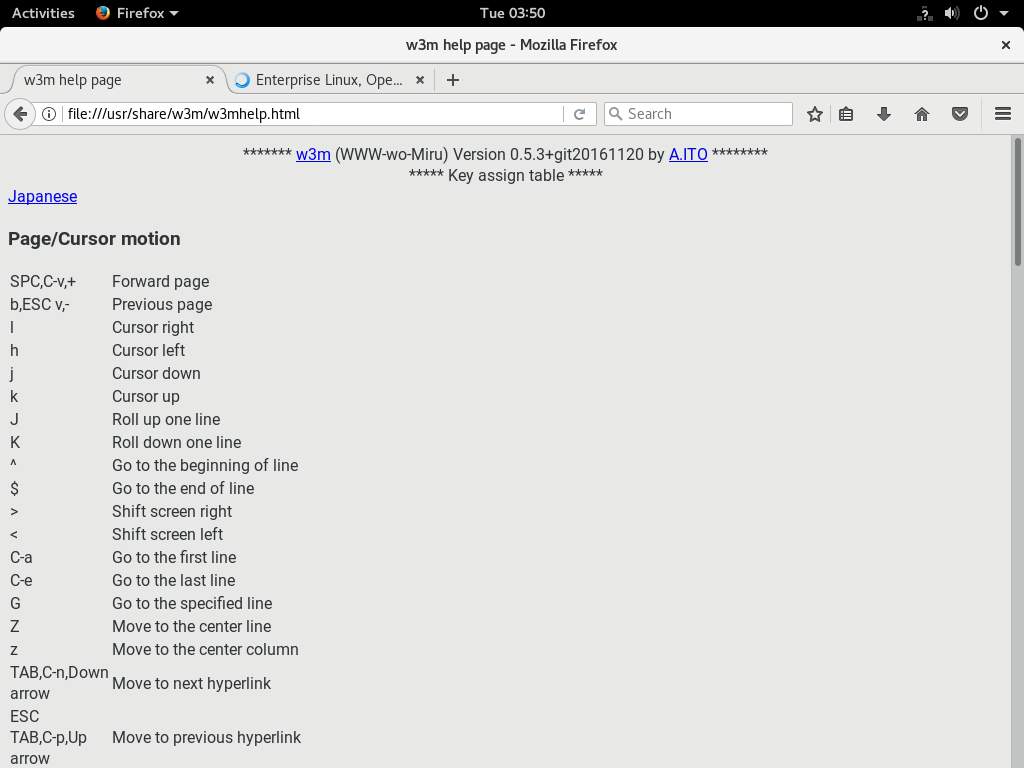 Activities Firefox Tue 03:50
w3m help page - Mozilla Firefox
w3m help page Enterprise Linux, Ope...
file:///usr/share/w3m/w3mhelp.html Search
******* w3m (WWW-wo-Miru) Version 0.5.3+git20161120 by A.ITO ********
***** Key assign table *****
Japanese
Page/Cursor motion
SPC,C-v,+ Forward page
b,ESC v,- Previous page
l Cursor right
h Cursor left
j Cursor down
k Cursor up
J Roll up one line
K Roll down one line
^ Go to the beginning of line
$ Go to the end of line
> Shift screen right
< Shift screen left
C-a Go to the first line
C-e Go to the last line
G Go to the specified line
Z Move to the center line
z Move to the center column
TAB,C-n,Down
arrow
Move to next hyperlink
ESC
TAB,C-p,Up
arrow
Move to previous hyperlink